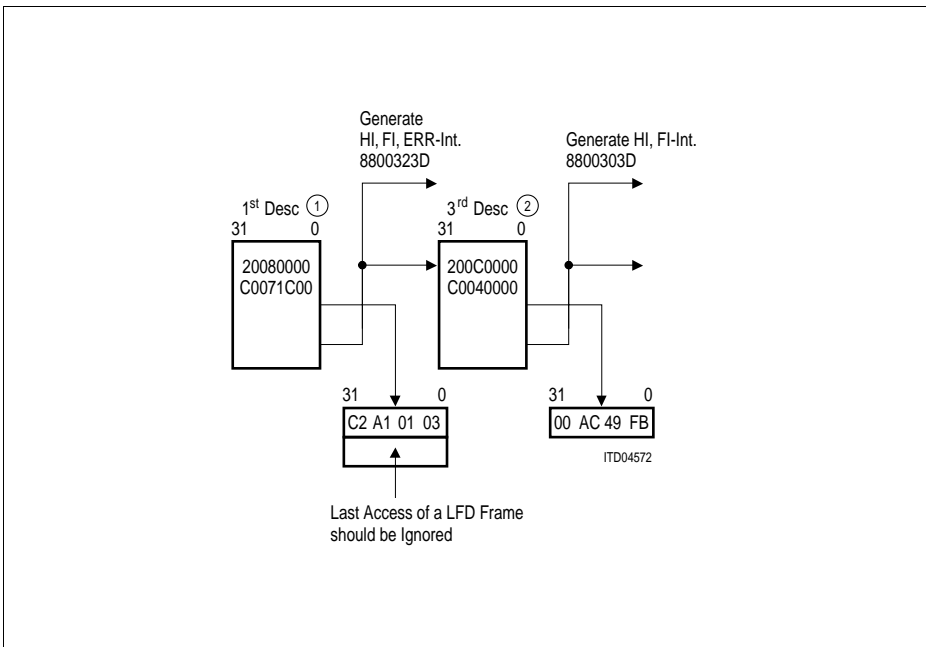 Generate
HI, FI, ERR-Int.
8800323D
Generate HI, FI-Int.
8800303D
1st Desc 1
31 0
20080000
C0071C00
3rd Desc 2
31 0
200C0000
C0040000
31 0
C2 A1 01 03
31 0
00 AC 49 FB
ITD04572
Last Access of a LFD Frame
should be Ignored